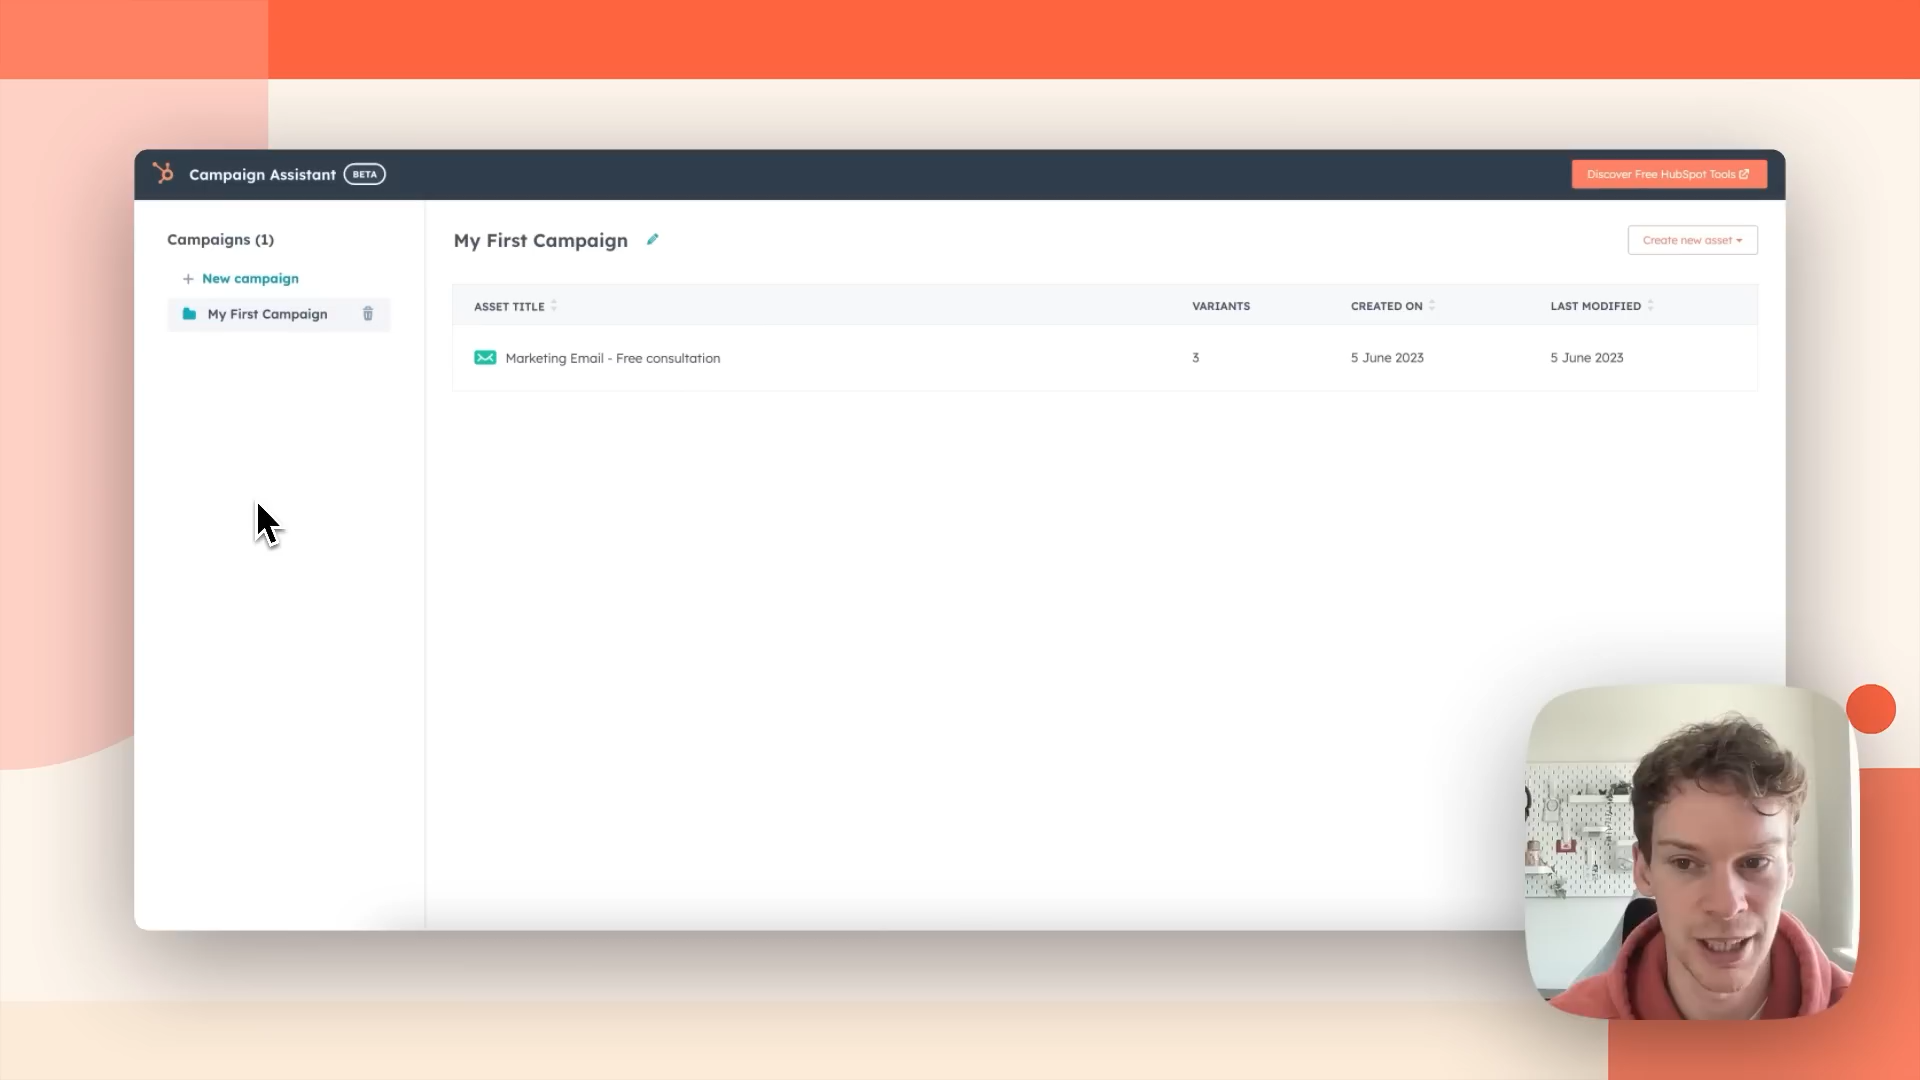 Campaign Assistant BETA
Discover Free HubSpot Tools
Campaigns (1)
+ New campaign
My First Campaign
My First Campaign
Create new asset
ASSET TITLE VARIANTS CREATED ON LAST MODIFIED
Marketing Email - Free consultation 3 5 June 2023 5 June 2023